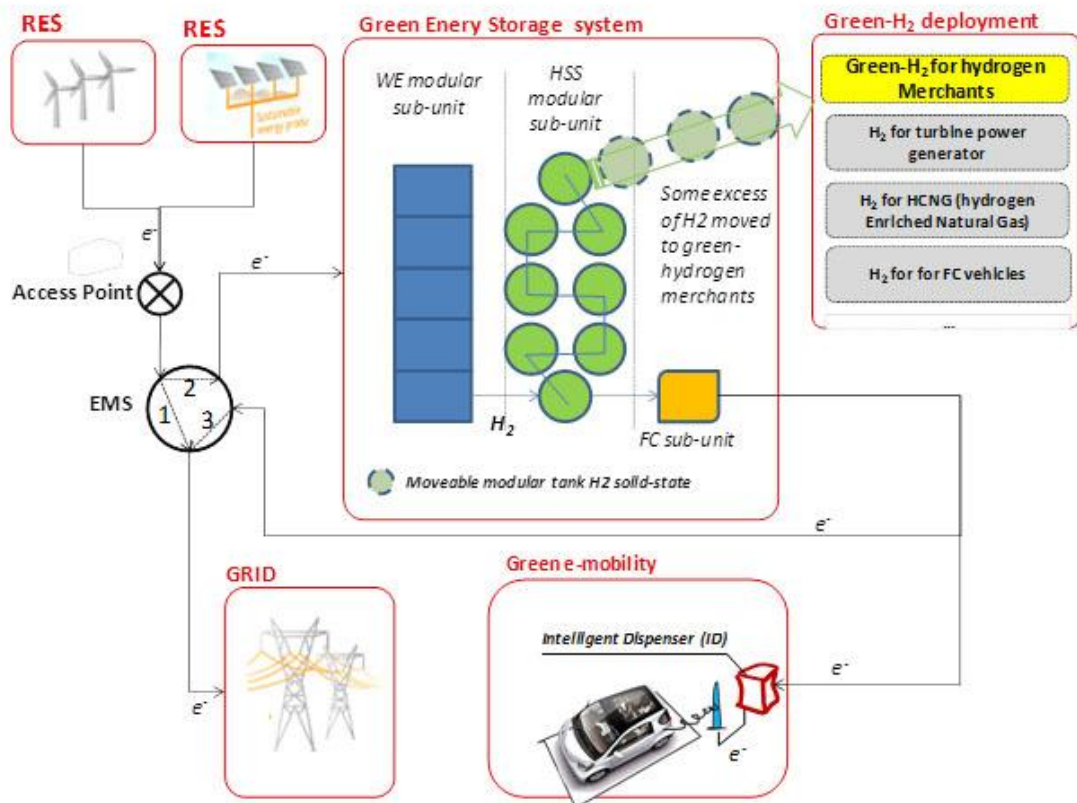 RES
RES
Sustainable
energy probe
e-
Access Point
EMS
1
2
3
e-
Green Enery Storage system
WE modular
sub-unit
HSS
modular
sub-unit
Some excess
of H2 moved
to green-
hydrogen
merchants
H2
FC sub-unit
Moveable modular tank H2 solid-state
Green-H2 deployment
Green-H2 for hydrogen
Merchants
H2 for turbine power
generator
H2 for HCNG (hydrogen
Enriched Natural Gas)
H2 for for FC vehicles
...
e-
GRID
e-
Green e-mobility
Intelligent Dispenser (ID)
e-
e-